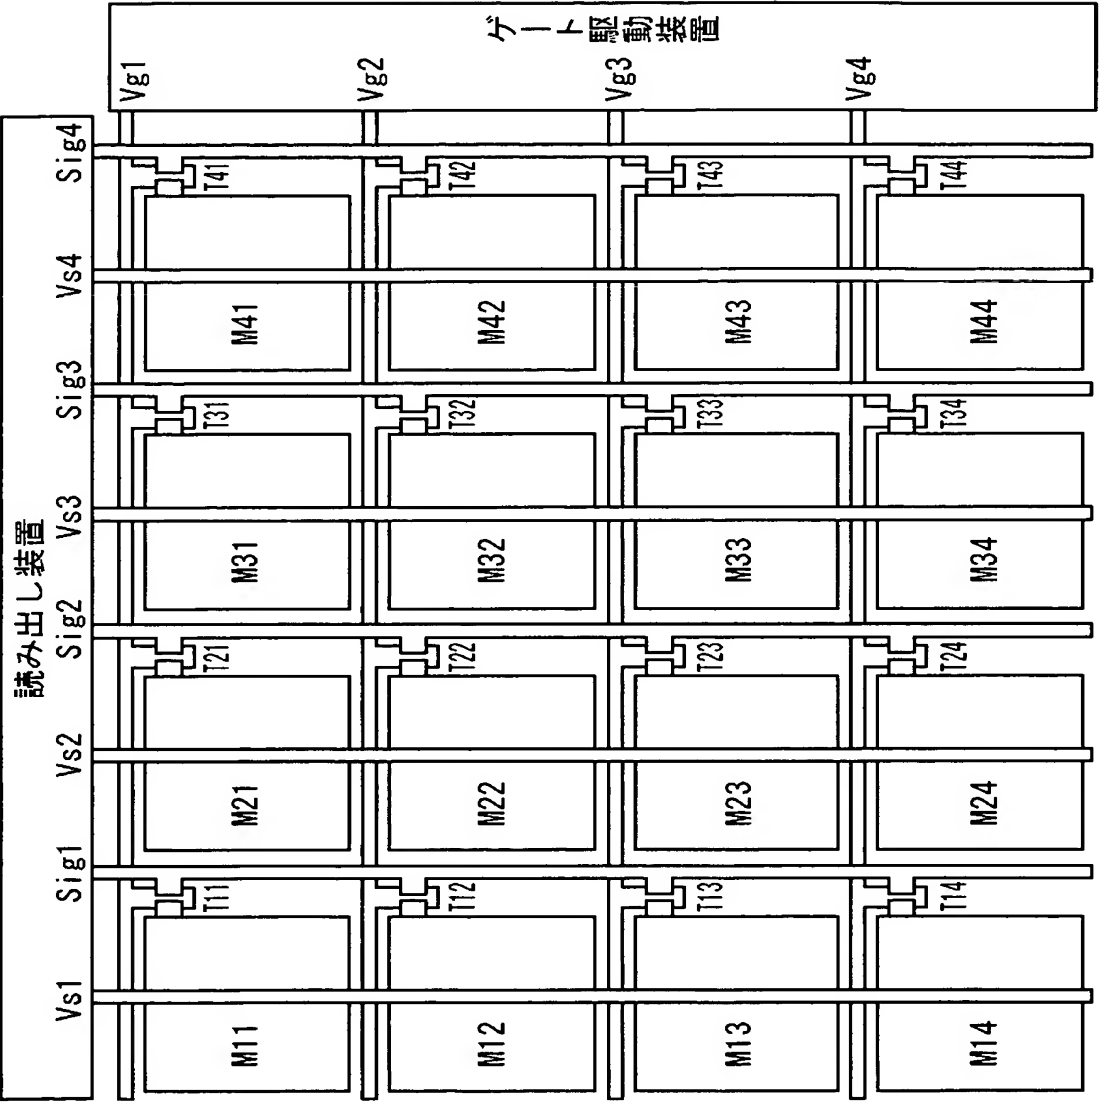 読み出し装置
Vs1 Sig1 Vs2 Sig2 Vs3 Sig3 Vs4 Sig4
ゲート駆動装置
Vg1
T11 T21 T31 T41
M11 M21 M31 M41
Vg2
T12 T22 T32 T42
M12 M22 M32 M42
Vg3
T13 T23 T33 T43
M13 M23 M33 M43
Vg4
T14 T24 T34 T44
M14 M24 M34 M44